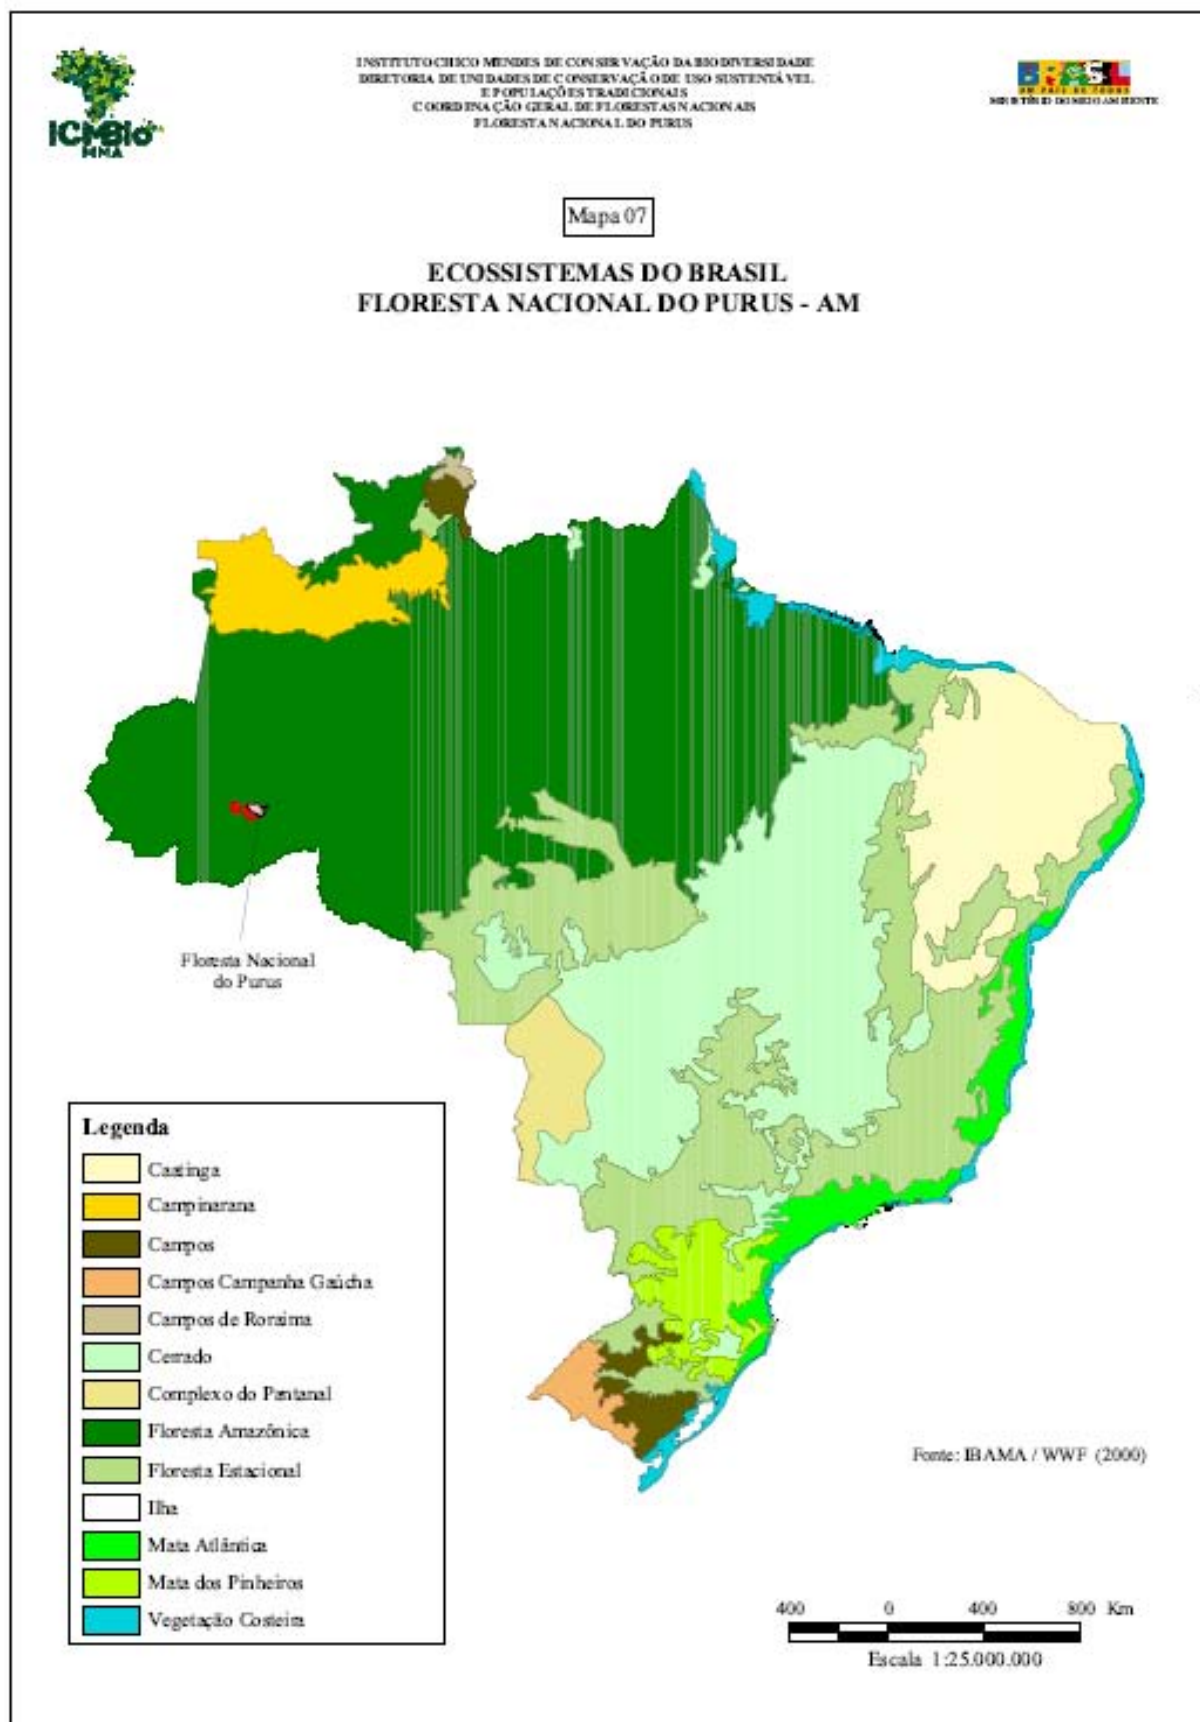 ICMBio
MMA
INSTITUTO CHICO MENDES DE CONSERVAÇÃO DA BIODIVERSIDADE
DIRETORIA DE UNIDADES DE CONSERVAÇÃO DE USO SUSTENTÁVEL
E POPULAÇÕES TRADICIONAIS
COORDENAÇÃO GERAL DE FLORESTAS NACIONAIS
FLORESTA NACIONAL DO PURUS
BRASIL
UM PAÍS DE TODOS
MINISTÉRIO DO MEIO AMBIENTE
Mapa 07
ECOSSISTEMAS DO BRASIL
FLORESTA NACIONAL DO PURUS - AM
Floresta Nacional
do Purus
Legenda
Caatinga
Campinarana
Campos
Campos Campanha Gaúcha
Campos de Roraima
Cerrado
Complexo do Pantanal
Floresta Amazônica
Floresta Estacional
Ilha
Mata Atlântica
Mata dos Pinheiros
Vegetação Costeira
Fonte: IBAMA / WWF (2000)
400 0 400 800 Km
Escala 1:25.000.000